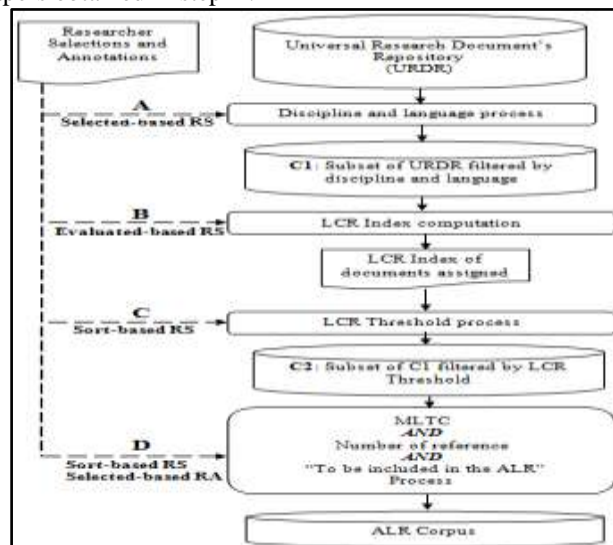 Researcher
Selections and
Annotations
Universal Research Document's
Repository
(URDR)
A
Selected-based RS
Discipline and language process
C1: Subset of URDR filtered by
discipline and language
B
Evaluated-based RS
LCR Index computation
LCR Index of
documents assigned
C
Sort-based RS
LCR Threshold process
C2: Subset of C1 filtered by LCR
Threshold
D
Sort-based RS
Selected-based RA
MLTC
AND
Number of reference
AND
"To be included in the ALR"
Process
ALR Corpus